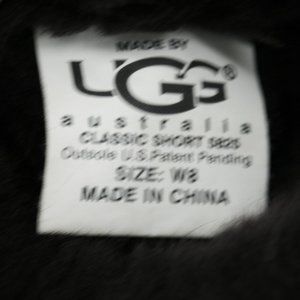 MADE BY
UGG®
australia
CLASSIC SHORT 5825
Outsole U.S. Patent Pending
SIZE: W8
MADE IN CHINA